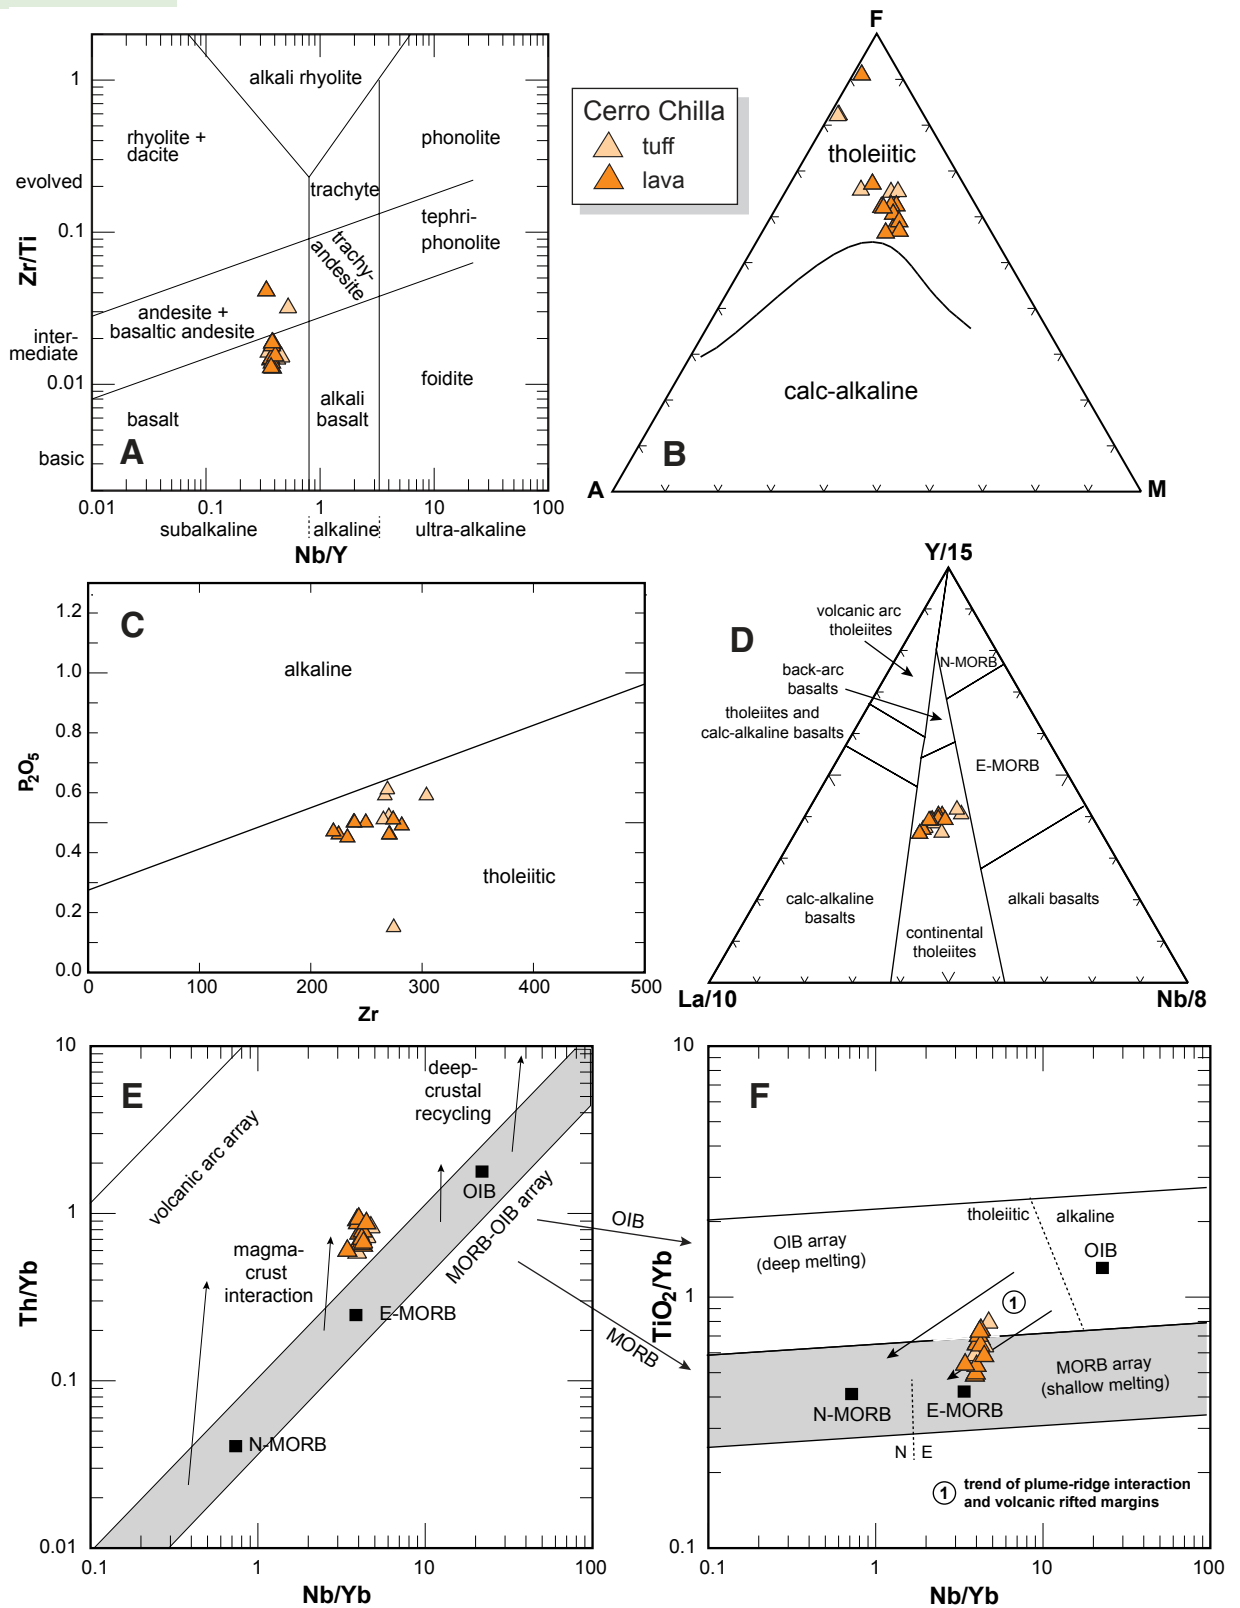 alkali rhyolite
rhyolite +
dacite
phonolite
trachyte
tephri-
phonolite
trachy-
andesite
andesite +
basaltic andesite
foidite
basalt
alkali
basalt
A
1
evolved
0.1
Zr/Ti
inter-
mediate
0.01
basic
0.01
0.1
1
10
100
subalkaline
alkaline
ultra-alkaline
Nb/Y
Cerro Chilla
tuff
lava
F
tholeiitic
calc-alkaline
B
A
M
C
alkaline
tholeiitic
1.2
1.0
0.8
0.6
0.4
0.2
0.0
P2O5
0
100
200
300
400
500
Zr
Y/15
D
volcanic arc
tholeiites
back-arc
basalts
tholeiites and
calc-alkaline basalts
N-MORB
E-MORB
calc-alkaline
basalts
continental
tholeiites
alkali basalts
La/10
Nb/8
E
deep-
crustal
recycling
volcanic arc array
OIB
magma-
crust
interaction
MORB-OIB array
E-MORB
N-MORB
10
1
0.1
0.01
Th/Yb
0.1
1
10
100
Nb/Yb
OIB
MORB
F
tholeiitic
alkaline
OIB array
(deep melting)
OIB
1
MORB array
(shallow melting)
N-MORB
E-MORB
N
E
1
trend of plume-ridge interaction
and volcanic rifted margins
10
1
0.1
TiO2/Yb
0.1
1
10
100
Nb/Yb